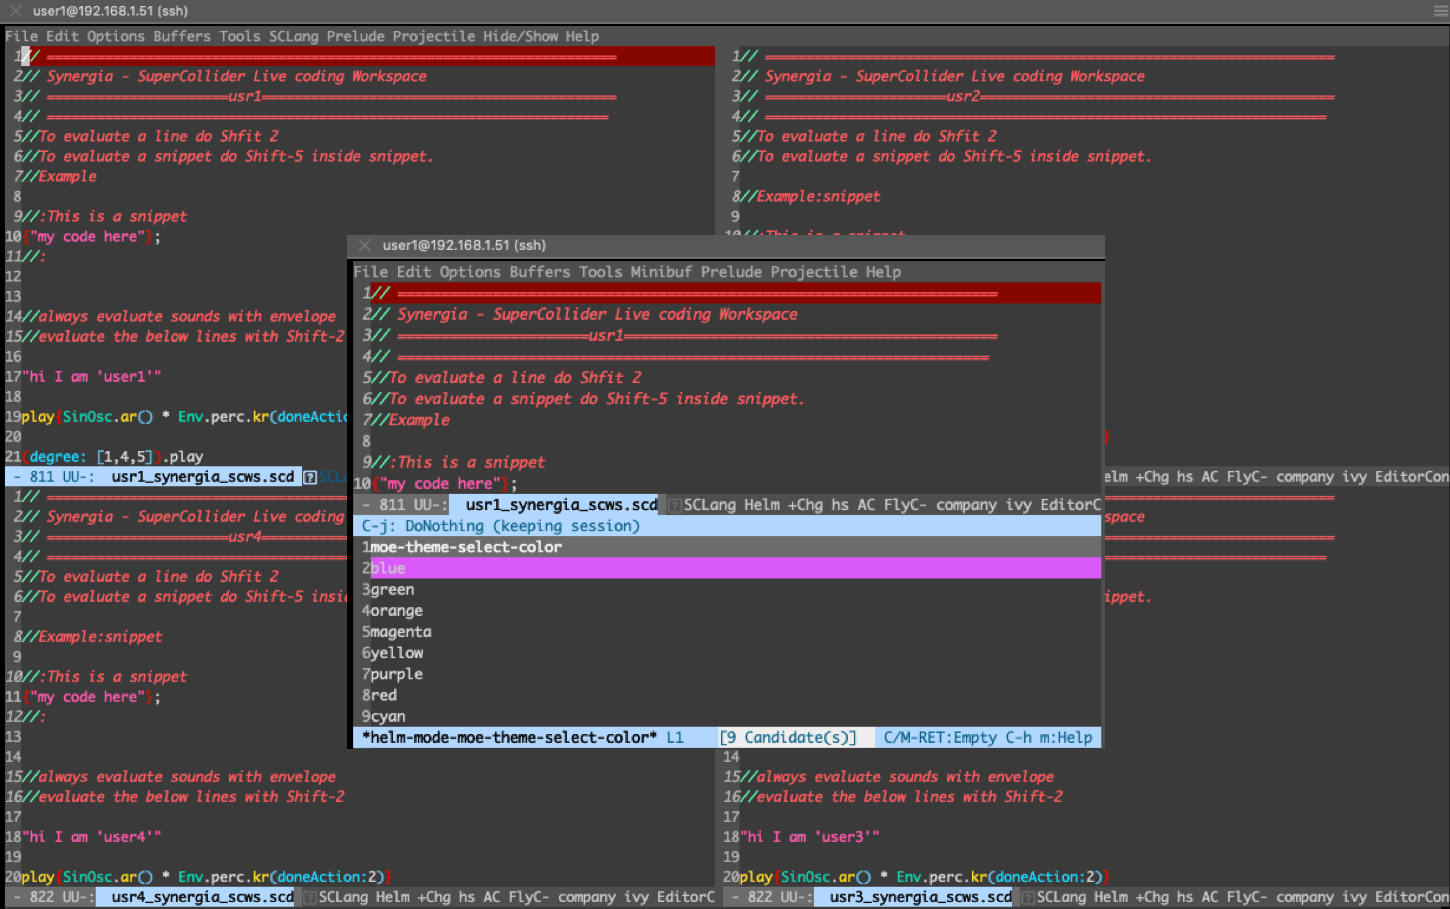 user1@192.168.1.51 (ssh)
File Edit Options Buffers Tools SCLang Prelude Projectile Hide/Show Help
1// =====================================================================
2// Synergia - SuperCollider Live coding Workspace
3// ======================usr1===========================================
4// ====================================================================
5//To evaluate a line do Shfit 2
6//To evaluate a snippet do Shift-5 inside snippet.
7//Example
8
9//:This is a snippet
10{"my code here"};
11//:
12
13
14//always evaluate sounds with envelope
15//evaluate the below lines with Shift-2
16
17"hi I am 'user1'"
18
19play{SinOsc.ar() * Env.perc.kr(doneActio
20
21(degree: [1,4,5]).play
- 811 UU-:  usr1_synergia_scws.scd  SCL
1// =====================================================================
2// Synergia - SuperCollider Live coding Workspace
3// ======================usr2===========================================
4// ====================================================================
5//To evaluate a line do Shfit 2
6//To evaluate a snippet do Shift-5 inside snippet.
7
8//Example:snippet
9
10//:This is a snippet
}
elm +Chg hs AC FlyC- company ivy EditorCon
user1@192.168.1.51 (ssh)
File Edit Options Buffers Tools Minibuf Prelude Projectile Help
1// =====================================================================
2// Synergia - SuperCollider Live coding Workspace
3// ======================usr1===========================================
4// ====================================================================
5//To evaluate a line do Shfit 2
6//To evaluate a snippet do Shift-5 inside snippet.
7//Example
8
9//:This is a snippet
10{"my code here"};
- 811 UU-:  usr1_synergia_scws.scd  SCLang Helm +Chg hs AC FlyC- company ivy EditorC
C-j: DoNothing (keeping session)
1moe-theme-select-color
2blue
3green
4orange
5magenta
6yellow
7purple
8red
9cyan
*helm-mode-moe-theme-select-color* L1 [9 Candidate(s)] C/M-RET:Empty C-h m:Help
1// ====================================
2// Synergia - SuperCollider Live coding
3// ======================usr4==========
4// ====================================
5//To evaluate a line do Shfit 2
6//To evaluate a snippet do Shift-5 insi
7
8//Example:snippet
9
10//:This is a snippet
11{"my code here"};
12//:
13
14
15//always evaluate sounds with envelope
16//evaluate the below lines with Shift-2
17
18"hi I am 'user4'"
19
20play{SinOsc.ar() * Env.perc.kr(doneAction:2)}
- 822 UU-:  usr4_synergia_scws.scd  SCLang Helm +Chg hs AC FlyC- company ivy EditorC
============================
space
============================
===========================
ippet.
14
15//always evaluate sounds with envelope
16//evaluate the below lines with Shift-2
17
18"hi I am 'user3'"
19
20play{SinOsc.ar() * Env.perc.kr(doneAction:2)}
- 822 UU-:  usr3_synergia_scws.scd  SCLang Helm +Chg hs AC FlyC- company ivy EditorCon